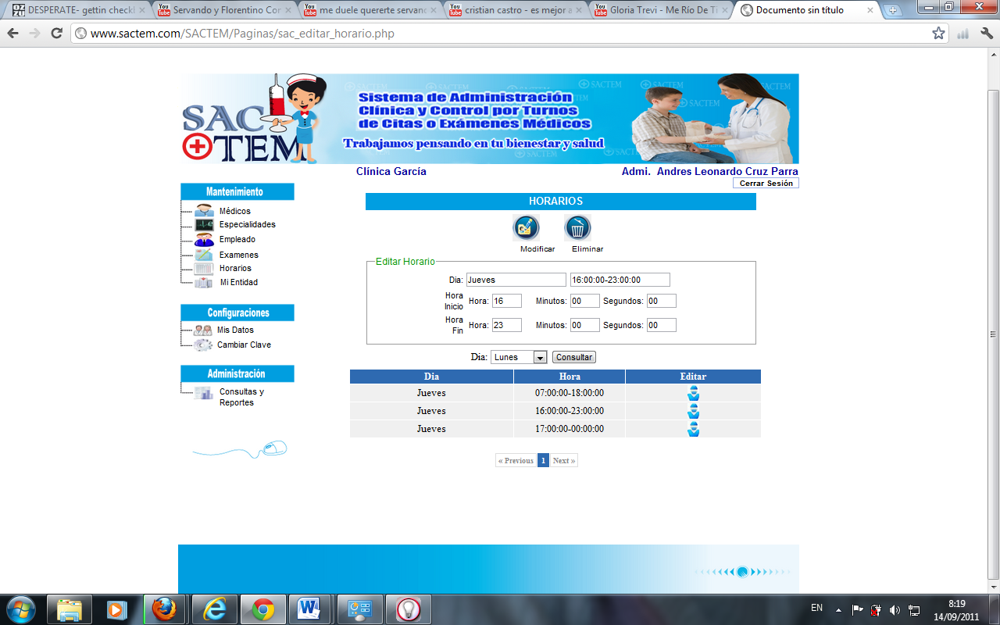 DESPERATE- gettin checkl
Servando y Florentino Cor
me duele quererte servand
cristian castro - es mejor a
Gloria Trevi - Me Río De Ti
Documento sin título
www.sactem.com/SACTEM/Paginas/sac_editar_horario.php
SACTEM
Sistema de Administración
Clínica y Control por Turnos
de Citas o Exámenes Médicos
Trabajamos pensando en tu bienestar y salud
Clínica García
Admi. Andres Leonardo Cruz Parra
Cerrar Sesión
Mantenimiento
Médicos
Especialidades
Empleado
Examenes
Horarios
Mi Entidad
Configuraciones
Mis Datos
Cambiar Clave
Administración
Consultas y
Reportes
HORARIOS
Modificar Eliminar
Editar Horario
Dia: Jueves 16:00:00-23:00:00
Hora
Inicio
Hora: 16 Minutos: 00 Segundos: 00
Hora
Fin
Hora: 23 Minutos: 00 Segundos: 00
Dia: Lunes Consultar
Dia Hora Editar
Jueves 07:00:00-18:00:00
Jueves 16:00:00-23:00:00
Jueves 17:00:00-00:00:00
« Previous 1 Next »
EN
8:19
14/09/2011